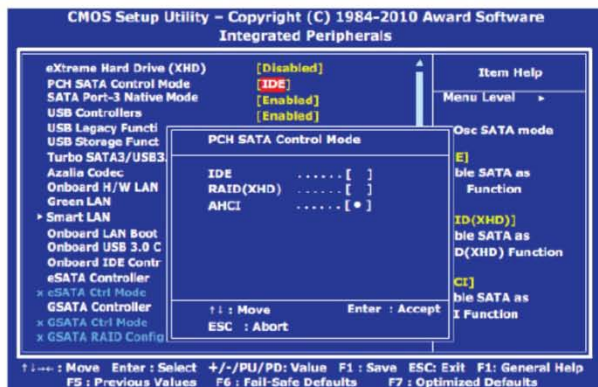 CMOS Setup Utility – Copyright (C) 1984-2010 Award Software
Integrated Peripherals
eXtreme Hard Drive (XHD) [Disabled]
PCH SATA Control Mode [IDE]
SATA Port-3 Native Mode [Enabled]
USB Controllers [Enabled]
USB Legacy Functi
USB Storage Funct
Turbo SATA3/USB3.
Azalia Codec
Onboard H/W LAN
Green LAN
▸ Smart LAN
Onboard LAN Boot
Onboard USB 3.0 C
Onboard IDE Contr
eSATA Controller
x eSATA Ctrl Mode
GSATA Controller
x GSATA Ctrl Mode
x GSATA RAID Config
PCH SATA Control Mode
IDE ......[ ]
RAID(XHD) ......[ ]
AHCI ......[●]
↑↓ : Move Enter : Accept
ESC : Abort
Item Help
Menu Level ▸
Osc SATA mode
E]
ble SATA as
Function
ID(XHD)]
ble SATA as
D(XHD) Function
CI]
ble SATA as
I Function
↑↓→← : Move Enter : Select +/-/PU/PD: Value F1 : Save ESC: Exit F1: General Help
F5 : Previous Values F6 : Fail-Safe Defaults F7 : Optimized Defaults